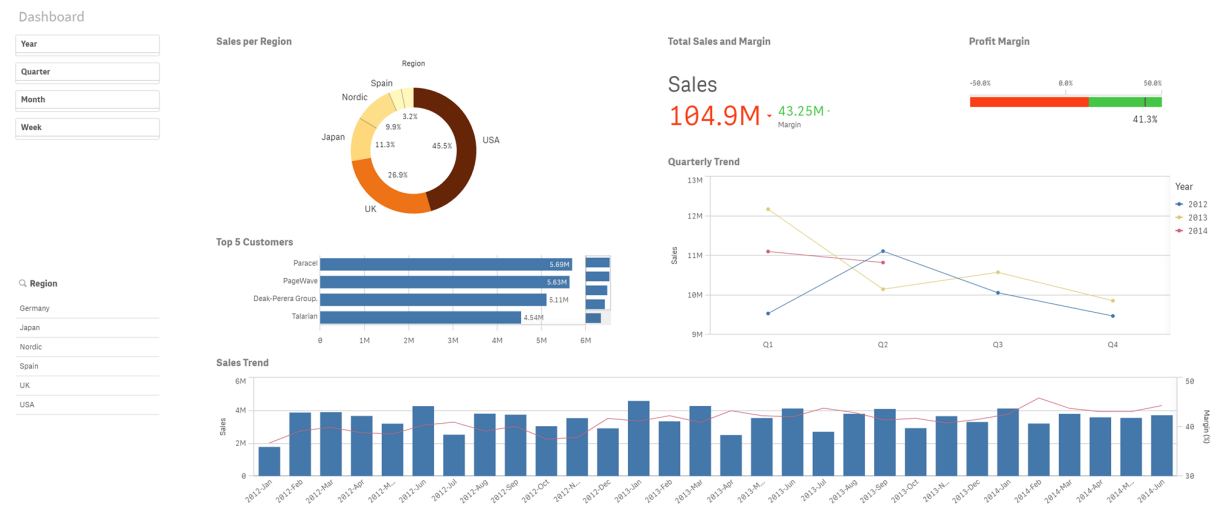 Dashboard
Year
Quarter
Month
Week
Region
Germany
Japan
Nordic
Spain
UK
USA
Sales per Region
Region
Spain
Nordic
Japan
UK
USA
3.2%
9.9%
11.3%
26.9%
45.5%
Total Sales and Margin
Sales
104.9M
43.25M
Margin
Profit Margin
-50.0% 0.0% 50.0%
41.3%
Top 5 Customers
Paracel 5.69M
PageWave 5.63M
Deak-Perera Group. 5.11M
Talarian 4.54M
0 1M 2M 3M 4M 5M 6M
Quarterly Trend
Sales
13M
12M
11M
10M
9M
Q1 Q2 Q3 Q4
Year
2012
2013
2014
Sales Trend
Sales
6M
4M
2M
0
50
40
30
Margin (%)
2012-Jan 2012-Feb 2012-Mar 2012-Apr 2012-M... 2012-Jun 2012-Jul 2012-Aug 2012-Sep 2012-Oct 2012-N... 2012-Dec 2013-Jan 2013-Feb 2013-Mar 2013-Apr 2013-M... 2013-Jun 2013-Jul 2013-Aug 2013-Sep 2013-Oct 2013-N... 2013-Dec 2014-Jan 2014-Feb 2014-Mar 2014-Apr 2014-M... 2014-Jun